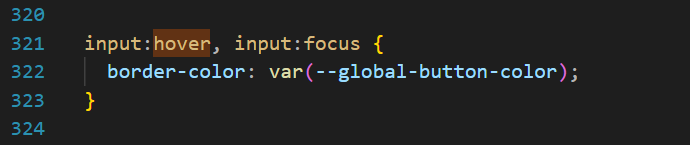 320
321 input:hover, input:focus {
322 border-color: var(--global-button-color);
323 }
324